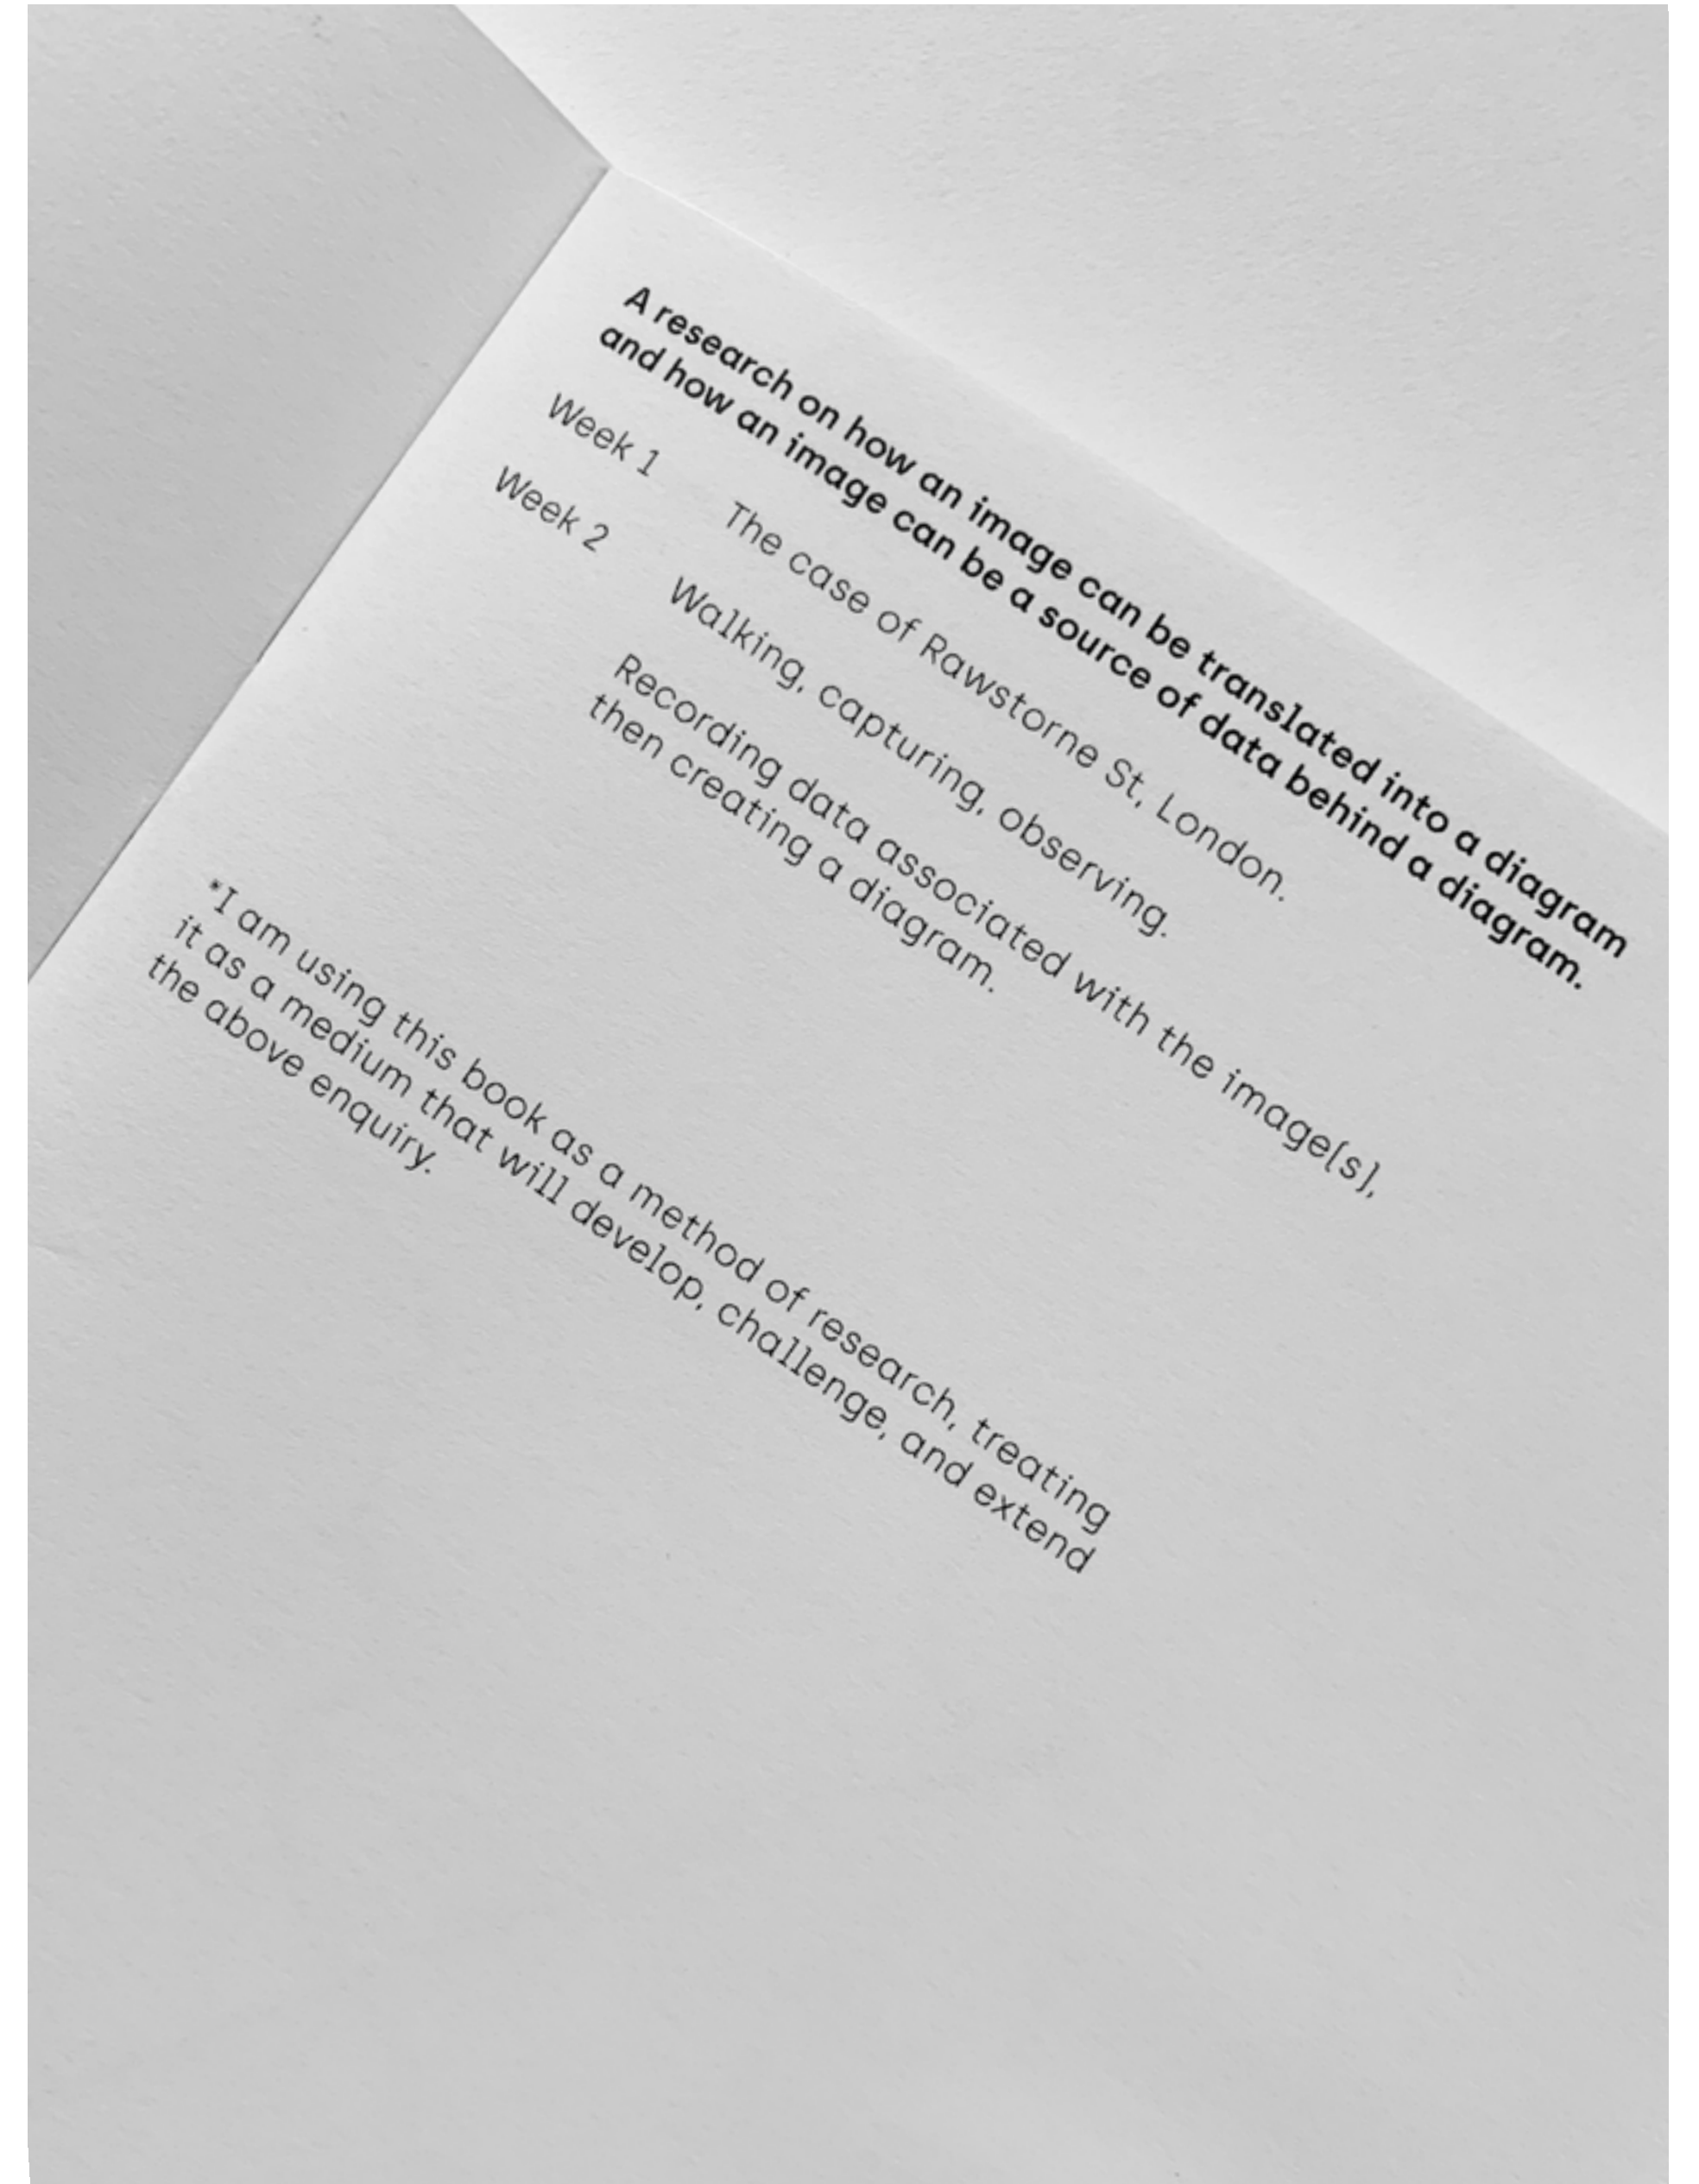 A research on how an image can be translated into a diagram
and how an image can be a source of data behind a diagram.
Week 1 The case of Rawstorne St, London.
Week 2 Walking, capturing, observing.
Recording data associated with the image(s),
then creating a diagram.
*I am using this book as a method of research, treating
it as a medium that will develop, challenge, and extend
the above enquiry.